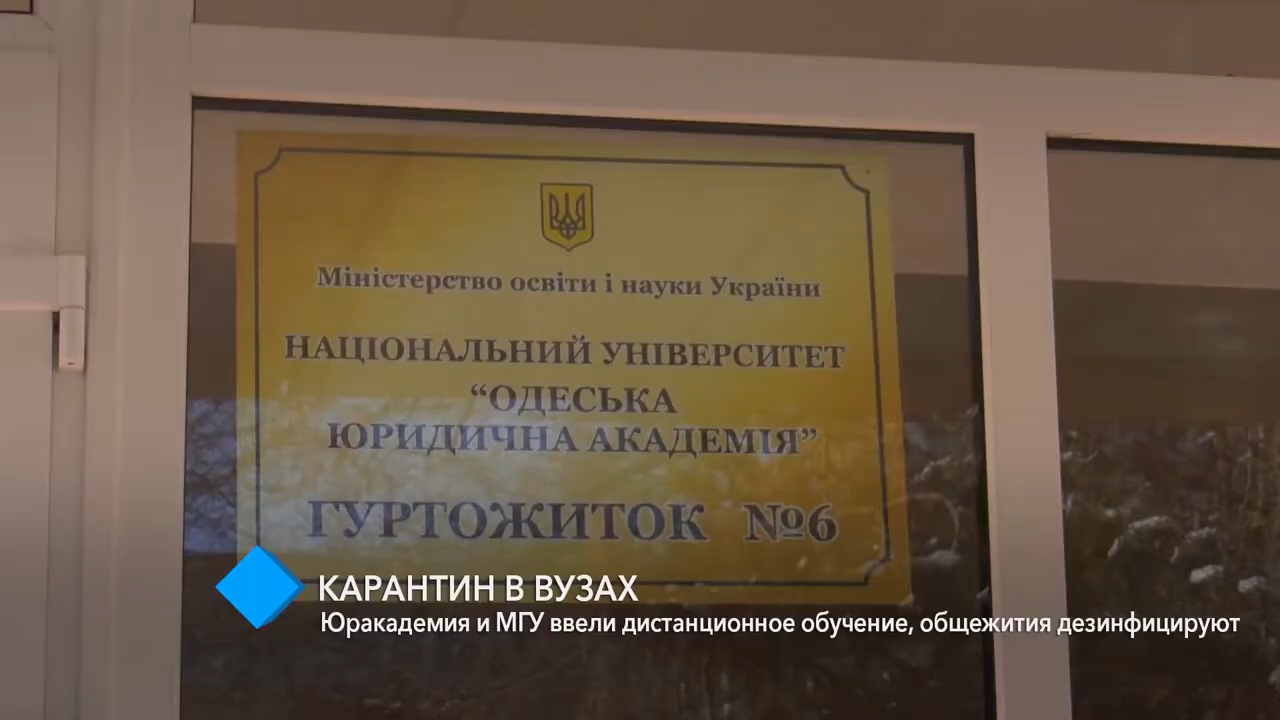 Міністерство освіти і науки України
НАЦІОНАЛЬНИЙ УНІВЕРСИТЕТ
“ОДЕСЬКА
ЮРИДИЧНА АКАДЕМІЯ”
ГУРТОЖИТОК №6
КАРАНТИН В ВУЗАХ
Юракадемия и МГУ ввели дистанционное обучение, общежития дезинфицируют